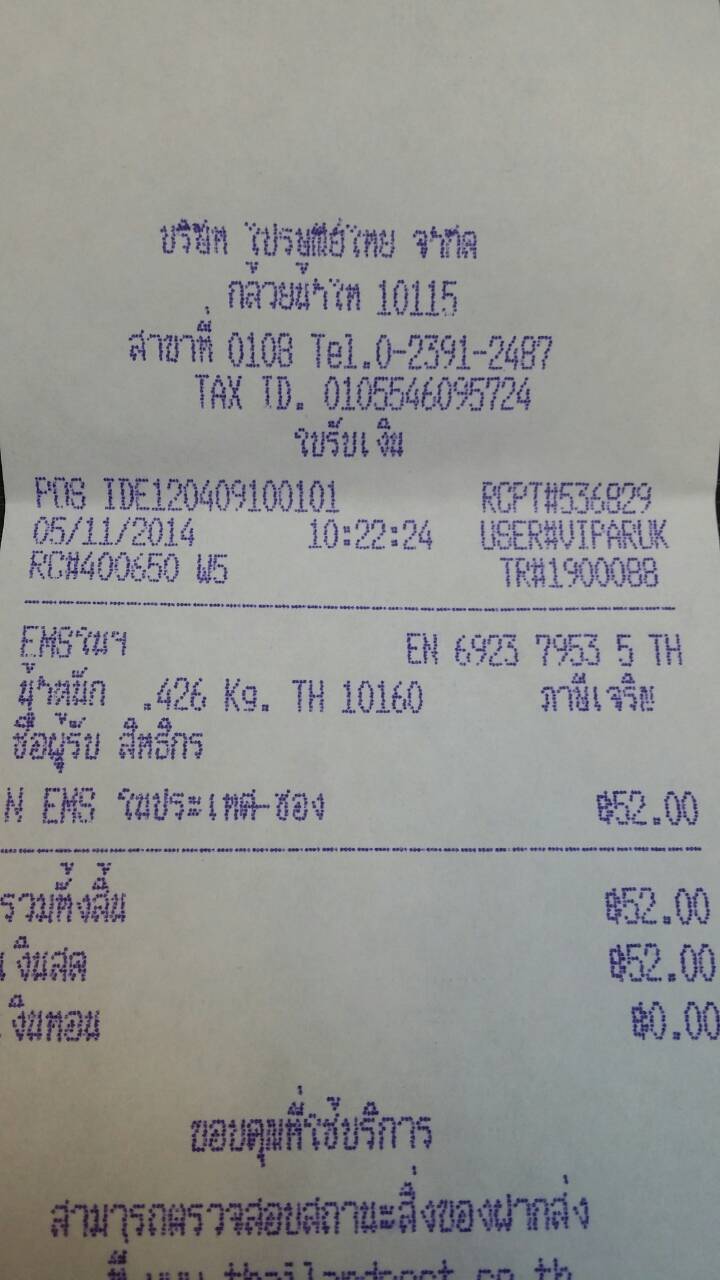 บริษัท ไปรษณีย์ไทย จำกัด
กล้วยน้ำไท 10115
สาขาที่ 0108 Tel.0-2391-2487
TAX ID. 0105546095724
ใบรับเงิน
POS IDE120409100101 RCPT#536829
05/11/2014 10:22:24 USER#VIPARUK
RC#400650 W5 TR#1900088
EMSในฯ EN 6923 7953 5 TH
น้ำหนัก .426 Kg. TH 10160 ภาษีเจริญ
ชื่อผู้รับ สิทธิกร
N EMS ในประเทศ-ซอง ฿52.00
รวมทั้งสิ้น ฿52.00
เงินสด ฿52.00
เงินทอน ฿0.00
ขอบคุณที่ใช้บริการ
สามารถตรวจสอบสถานะสิ่งของฝากส่ง
ที่ www.thailandpost.co.th